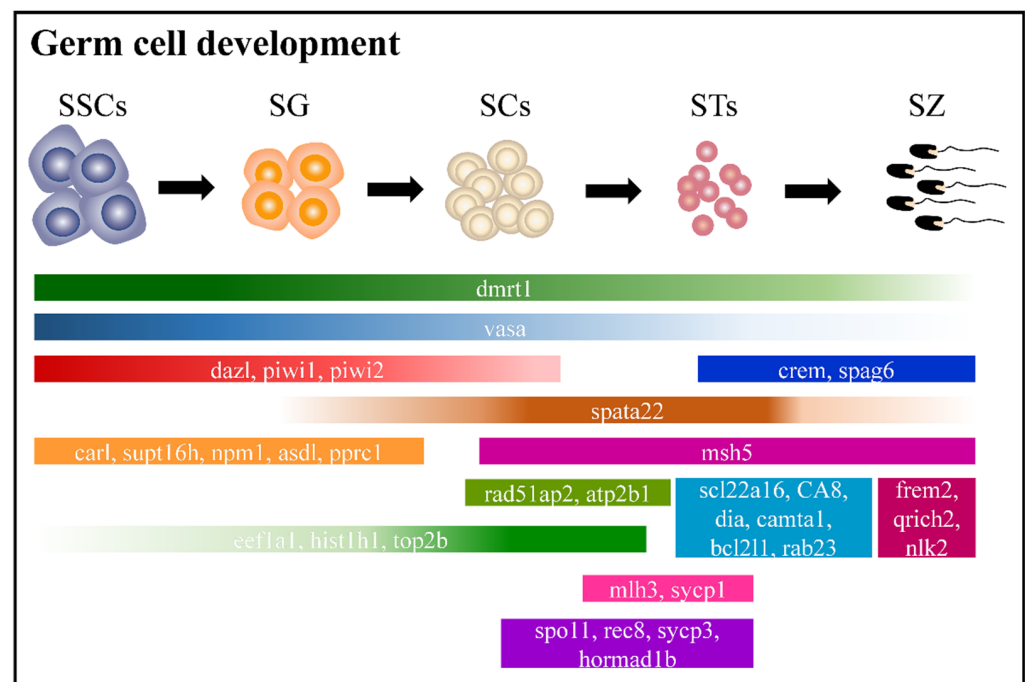 Germ cell development
SSCs
SG
SCs
STs
SZ
dmrt1
vasa
dazl, piwi1, piwi2
crem, spag6
spata22
carl, supt16h, npm1, asdl, pprc1
msh5
rad51ap2, atp2b1
scl22a16, CA8,
dia, camta1,
bcl2l1, rab23
frem2,
qrich2,
nlk2
eef1a1, hist1h1, top2b
mlh3, sycp1
spo11, rec8, sycp3,
hormad1b